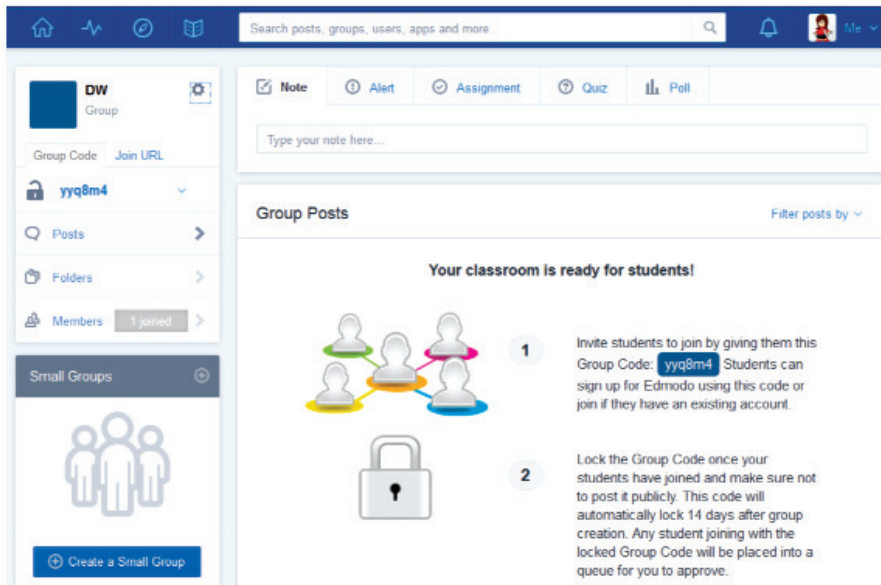 Search posts, groups, users, apps and more
Me
DW
Group
Group Code Join URL
yyq8m4
Posts
Folders
Members 1 joined
Small Groups
Create a Small Group
Note Alert Assignment Quiz Poll
Type your note here...
Group Posts Filter posts by
Your classroom is ready for students!
1
Invite students to join by giving them this
Group Code: yyq8m4 Students can
sign up for Edmodo using this code or
join if they have an existing account.
2
Lock the Group Code once your
students have joined and make sure not
to post it publicly. This code will
automatically lock 14 days after group
creation. Any student joining with the
locked Group Code will be placed into a
queue for you to approve.